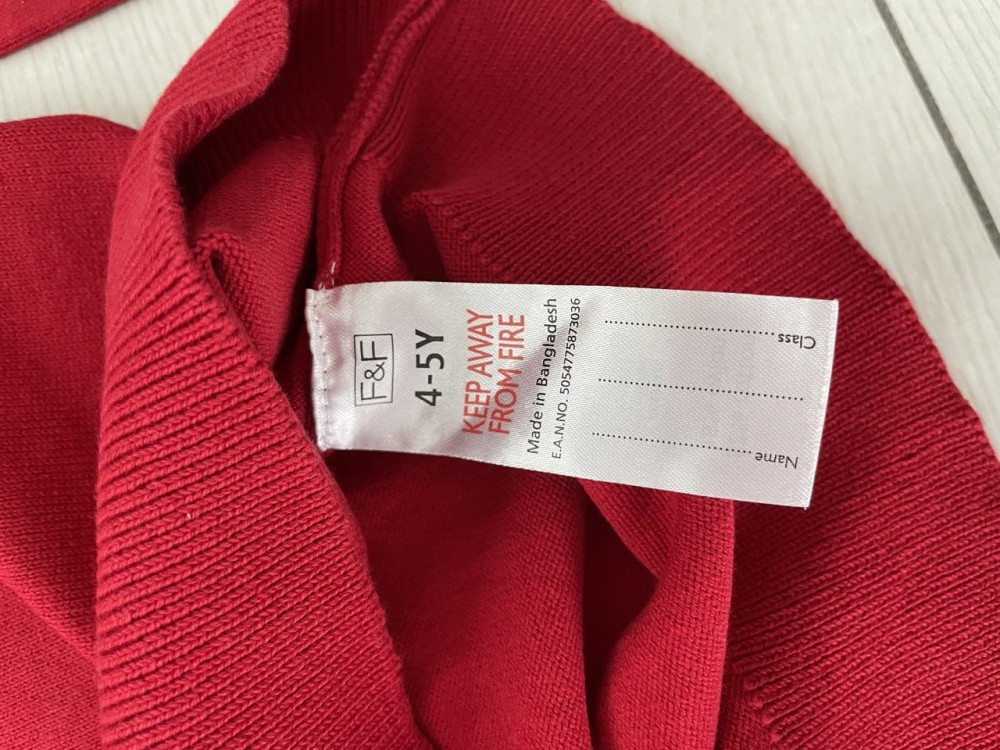 F&F
4-5Y
KEEP AWAY
FROM FIRE
Made in Bangladesh
E.A.N.NO. 5054775873036
Name
Class